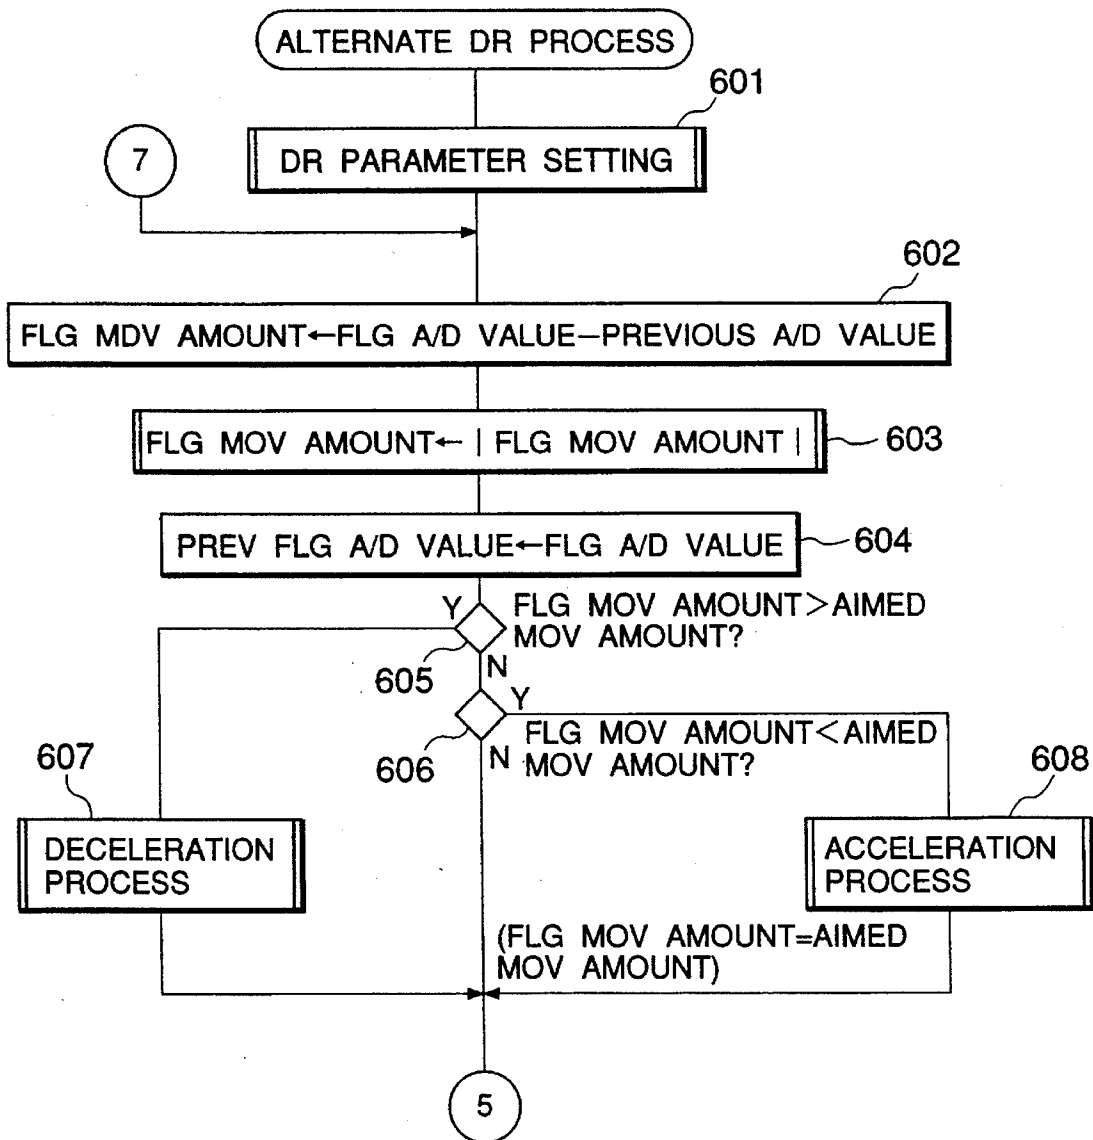 ALTERNATE DR PROCESS
601
7
DR PARAMETER SETTING
602
FLG MDV AMOUNT←FLG A/D VALUE−PREVIOUS A/D VALUE
FLG MOV AMOUNT← | FLG MOV AMOUNT |
603
PREV FLG A/D VALUE←FLG A/D VALUE
604
Y
FLG MOV AMOUNT>AIMED
MOV AMOUNT?
605
N
Y
FLG MOV AMOUNT<AIMED
MOV AMOUNT?
606
N
607
608
DECELERATION
PROCESS
ACCELERATION
PROCESS
(FLG MOV AMOUNT=AIMED
MOV AMOUNT)
5